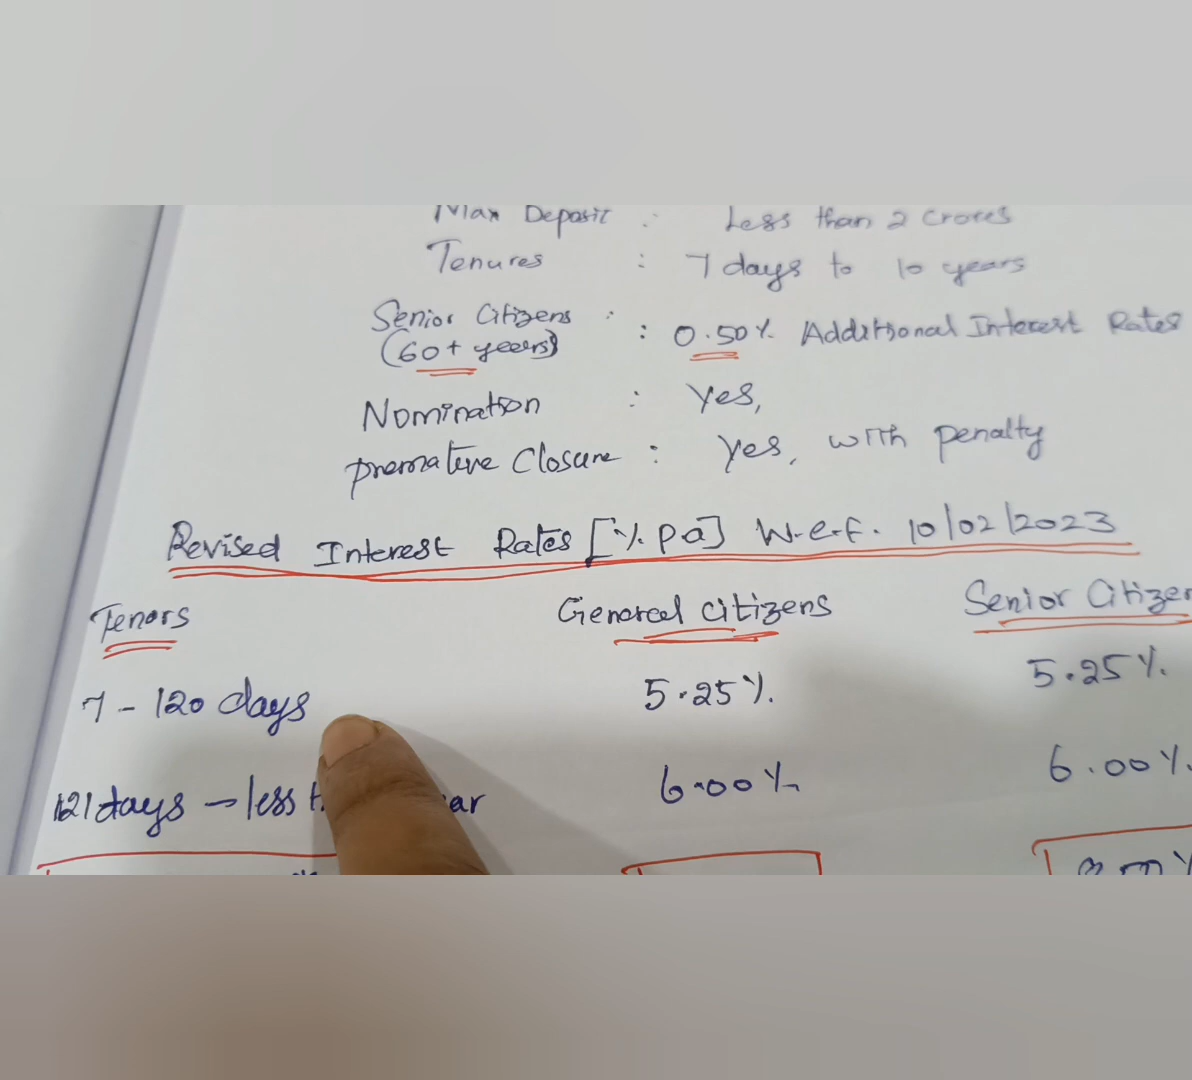 Max Deposit : Less than 2 crores
Tenures : 7 days to 10 years
Senior Citizens :
(60+ years) : 0.50% Additional Interest Rates
Nomination : Yes,
premative Closure : Yes, with penalty
Revised Interest Rates [% pa] W.e.f. 10/02/2023
Tenors General citizens Senior Citizen
7 - 120 days 5.25% 5.25%
121 days - less 6.00% 6.00%